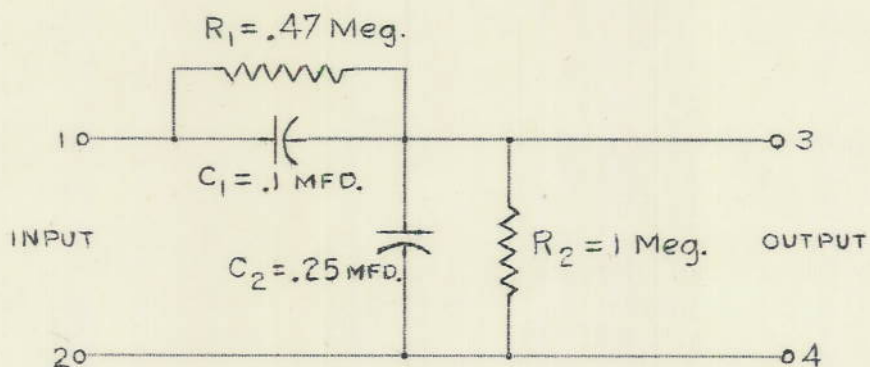 R₁ = .47 Meg.
1
3
C₁ = .1 MFD.
INPUT
R₂ = 1 Meg.
OUTPUT
C₂ = .25 MFD.
2
4